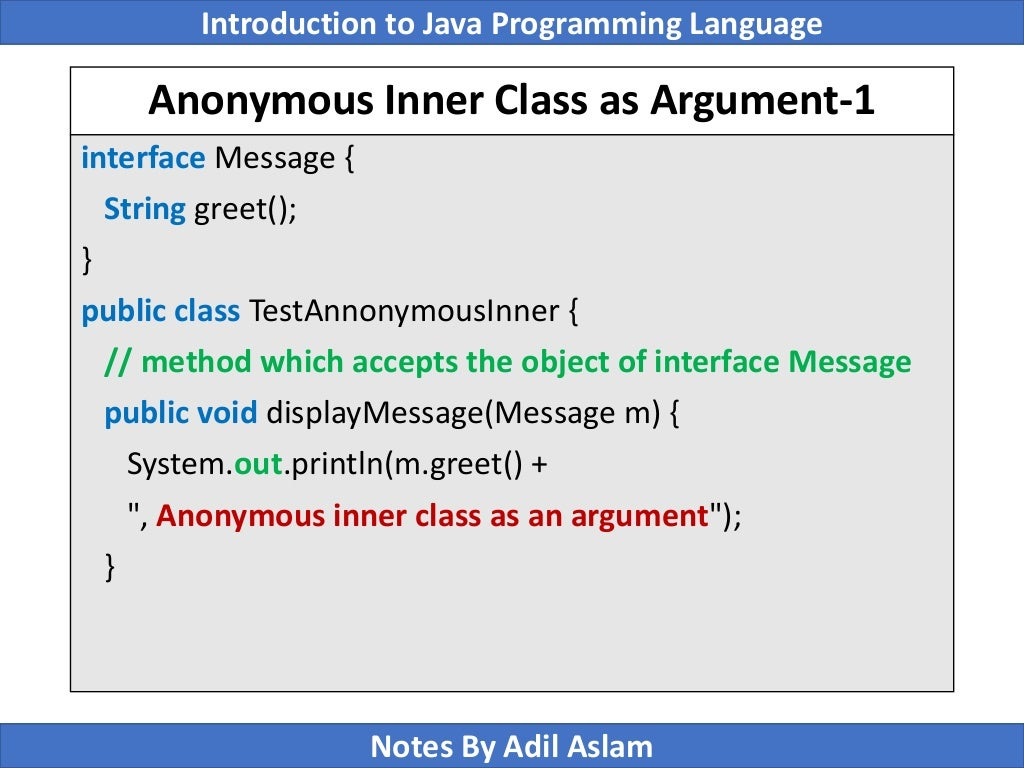 Introduction to Java Programming Language
Anonymous Inner Class as Argument-1
interface Message {
String greet();
}
public class TestAnnonymousInner {
// method which accepts the object of interface Message
public void displayMessage(Message m) {
System.out.println(m.greet() +
", Anonymous inner class as an argument");
}
Notes By Adil Aslam